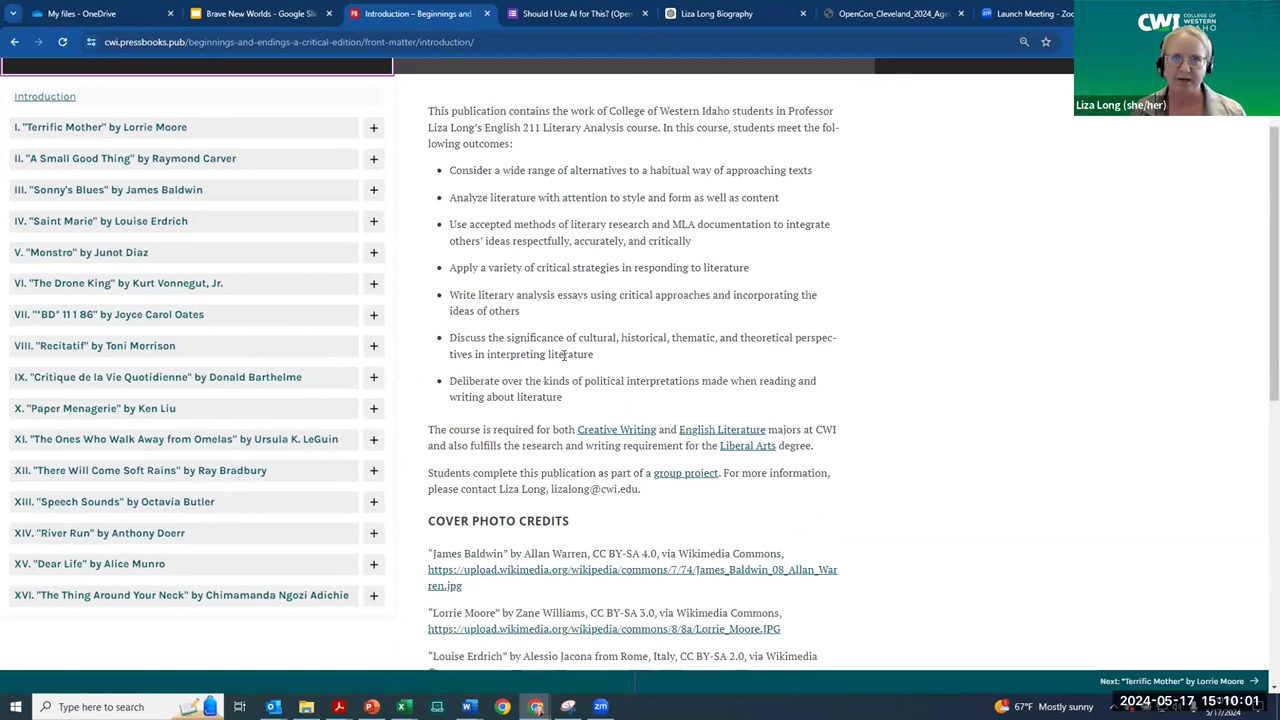 OneDrive
Brave New Worlds - Google Sli
Introduction – Beginnings and
Should I Use AI for This? (Open
Liza Long Biography
OpenCon_Cleveland_2024_Age
Launch Meeting - Zoo
cwi.pressbooks.pub/beginnings-and-endings-a-critical-edition/front-matter/introduction/
CWI COLLEGE OF WESTERN IDAHO
Liza Long (she/her)
Introduction
I. "Terrific Mother" by Lorrie Moore
II. "A Small Good Thing" by Raymond Carver
III. "Sonny's Blues" by James Baldwin
IV. "Saint Marie" by Louise Erdrich
V. "Monstro" by Junot Diaz
VI. "The Drone King" by Kurt Vonnegut, Jr.
VII. "*BD* 11 1 86" by Joyce Carol Oates
VIII. "Recitatif" by Toni Morrison
IX. "Critique de la Vie Quotidienne" by Donald Barthelme
X. "Paper Menagerie" by Ken Liu
XI. "The Ones Who Walk Away from Omelas" by Ursula K. LeGuin
XII. "There Will Come Soft Rains" by Ray Bradbury
XIII. "Speech Sounds" by Octavia Butler
XIV. "River Run" by Anthony Doerr
XV. "Dear Life" by Alice Munro
XVI. "The Thing Around Your Neck" by Chimamanda Ngozi Adichie
This publication contains the work of College of Western Idaho students in Professor
Liza Long's English 211 Literary Analysis course. In this course, students meet the fol-
lowing outcomes:
• Consider a wide range of alternatives to a habitual way of approaching texts
• Analyze literature with attention to style and form as well as content
• Use accepted methods of literary research and MLA documentation to integrate
others' ideas respectfully, accurately, and critically
• Apply a variety of critical strategies in responding to literature
• Write literary analysis essays using critical approaches and incorporating the
ideas of others
• Discuss the significance of cultural, historical, thematic, and theoretical perspec-
tives in interpreting literature
• Deliberate over the kinds of political interpretations made when reading and
writing about literature
The course is required for both Creative Writing and English Literature majors at CWI
and also fulfills the research and writing requirement for the Liberal Arts degree.
Students complete this publication as part of a group project. For more information,
please contact Liza Long, lizalong@cwi.edu.
COVER PHOTO CREDITS
“James Baldwin” by Allan Warren, CC BY-SA 4.0, via Wikimedia Commons,
https://upload.wikimedia.org/wikipedia/commons/7/74/James_Baldwin_08_Allan_War
ren.jpg
“Lorrie Moore” by Zane Williams, CC BY-SA 3.0, via Wikimedia Commons,
https://upload.wikimedia.org/wikipedia/commons/8/8a/Lorrie_Moore.JPG
“Louise Erdrich” by Alessio Jacona from Rome, Italy, CC BY-SA 2.0, via Wikimedia
Next: "Terrific Mother" by Lorrie Moore →
Type here to search
67°F Mostly sunny
2024-05-17 15:10:01
5/17/2024